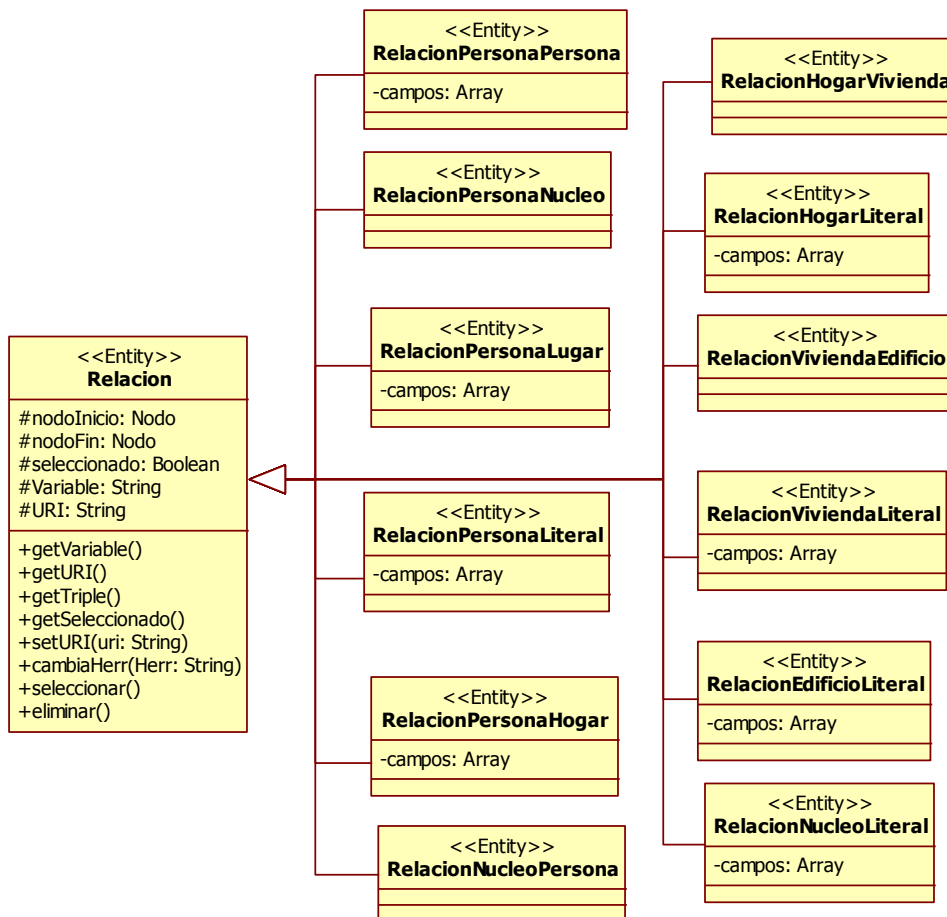 <<Entity>>
Relacion
#nodoInicio: Nodo
#nodoFin: Nodo
#seleccionado: Boolean
#Variable: String
#URI: String
+getVariable()
+getURI()
+getTriple()
+getSeleccionado()
+setURI(uri: String)
+cambiaHerr(Herr: String)
+seleccionar()
+eliminar()
<<Entity>>
RelacionPersonaPersona
-campos: Array
<<Entity>>
RelacionPersonaNucleo
<<Entity>>
RelacionPersonaLugar
-campos: Array
<<Entity>>
RelacionPersonaLiteral
-campos: Array
<<Entity>>
RelacionPersonaHogar
-campos: Array
<<Entity>>
RelacionNucleoPersona
<<Entity>>
RelacionHogarVivienda
<<Entity>>
RelacionHogarLiteral
-campos: Array
<<Entity>>
RelacionViviendaEdificio
<<Entity>>
RelacionViviendaLiteral
-campos: Array
<<Entity>>
RelacionEdificioLiteral
-campos: Array
<<Entity>>
RelacionNucleoLiteral
-campos: Array